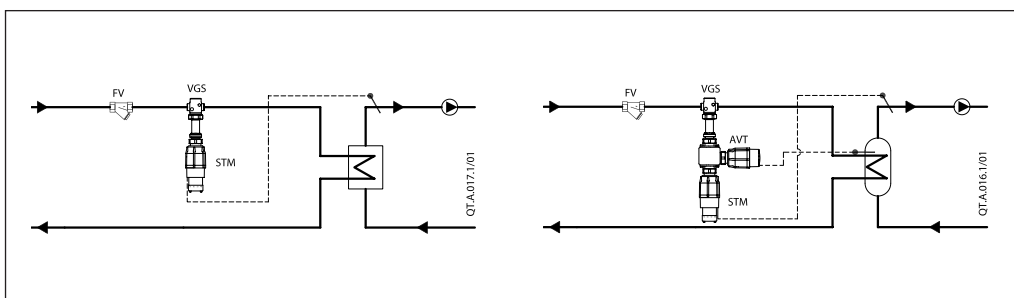 FV
VGS
STM
QT.A.017.1/01
FV
VGS
AVT
STM
QT.A.016.1/01